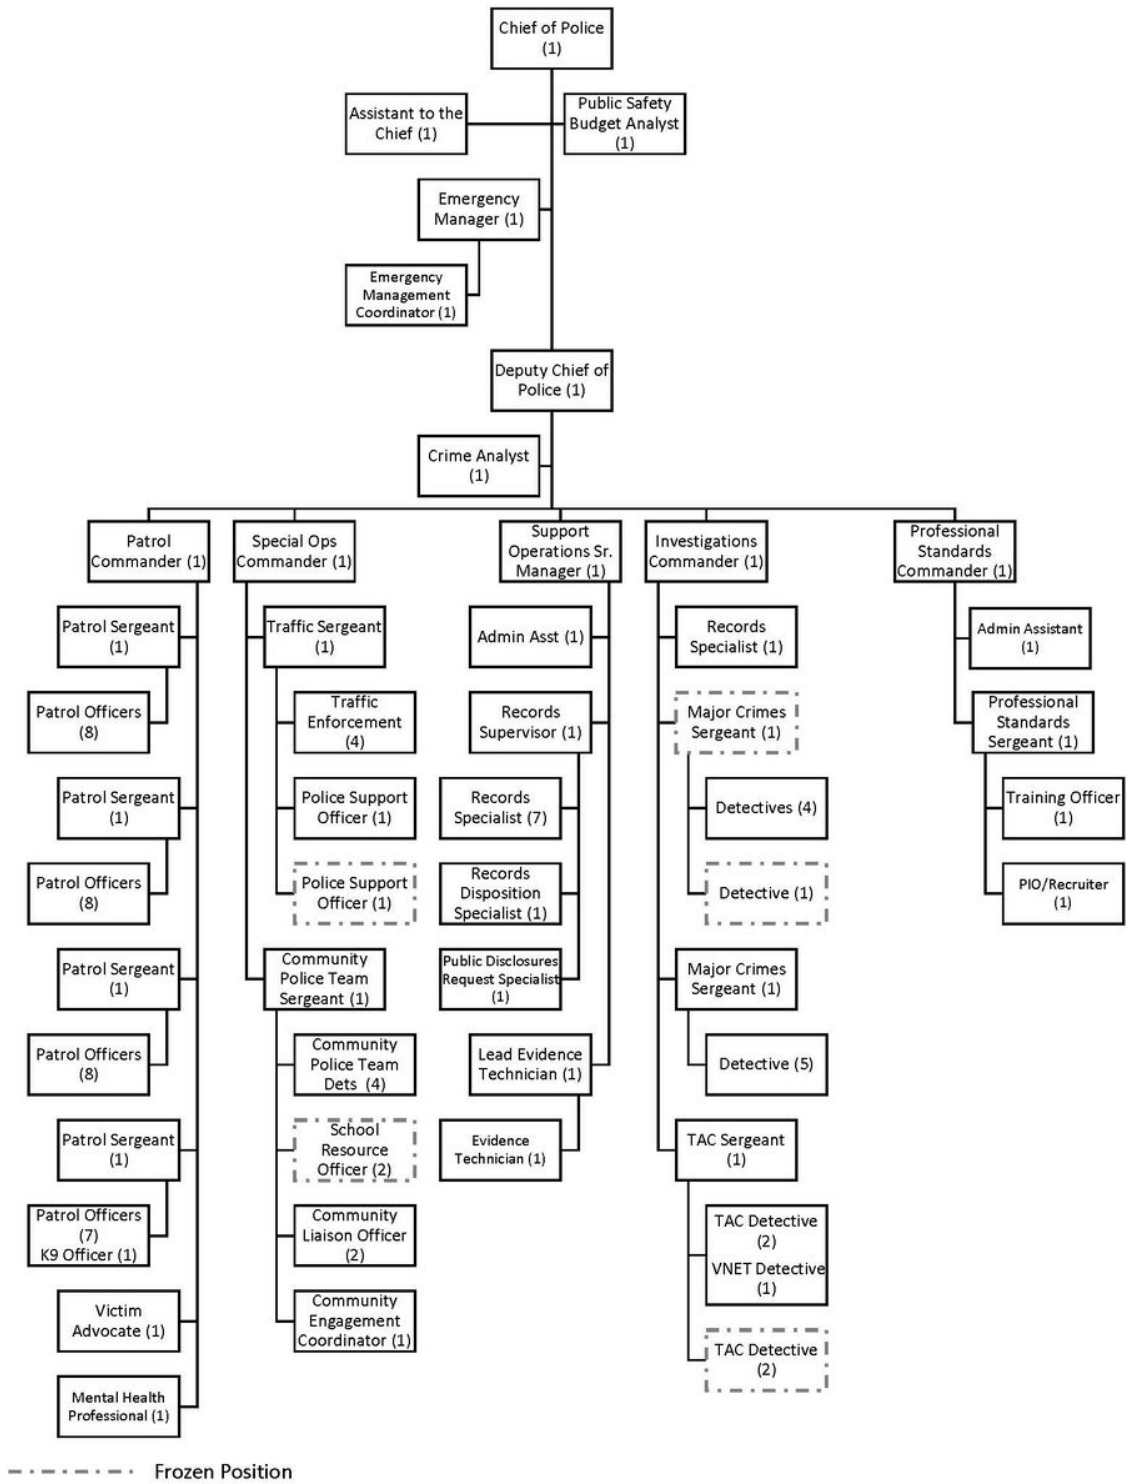 Chief of Police
(1)
Assistant to the
Chief (1)
Public Safety
Budget Analyst
(1)
Emergency
Manager (1)
Emergency
Management
Coordinator (1)
Deputy Chief of
Police (1)
Crime Analyst
(1)
Patrol
Commander (1)
Patrol Sergeant
(1)
Patrol Officers
(8)
Patrol Sergeant
(1)
Patrol Officers
(8)
Patrol Sergeant
(1)
Patrol Officers
(8)
Patrol Sergeant
(1)
Patrol Officers
(7)
K9 Officer (1)
Victim
Advocate (1)
Mental Health
Professional (1)
Special Ops
Commander (1)
Traffic Sergeant
(1)
Traffic
Enforcement
(4)
Police Support
Officer (1)
Police Support
Officer (1)
Community
Police Team
Sergeant (1)
Community
Police Team
Dets (4)
School
Resource
Officer (2)
Community
Liaison Officer
(2)
Community
Engagement
Coordinator (1)
Support
Operations Sr.
Manager (1)
Admin Asst (1)
Records
Supervisor (1)
Records
Specialist (7)
Records
Disposition
Specialist (1)
Public Disclosures
Request Specialist
(1)
Lead Evidence
Technician (1)
Evidence
Technician (1)
Investigations
Commander (1)
Records
Specialist (1)
Major Crimes
Sergeant (1)
Detectives (4)
Detective (1)
Major Crimes
Sergeant (1)
Detective (5)
TAC Sergeant
(1)
TAC Detective
(2)
VNET Detective
(1)
TAC Detective
(2)
Professional
Standards
Commander (1)
Admin Assistant
(1)
Professional
Standards
Sergeant (1)
Training Officer
(1)
PIO/Recruiter
(1)
Frozen Position